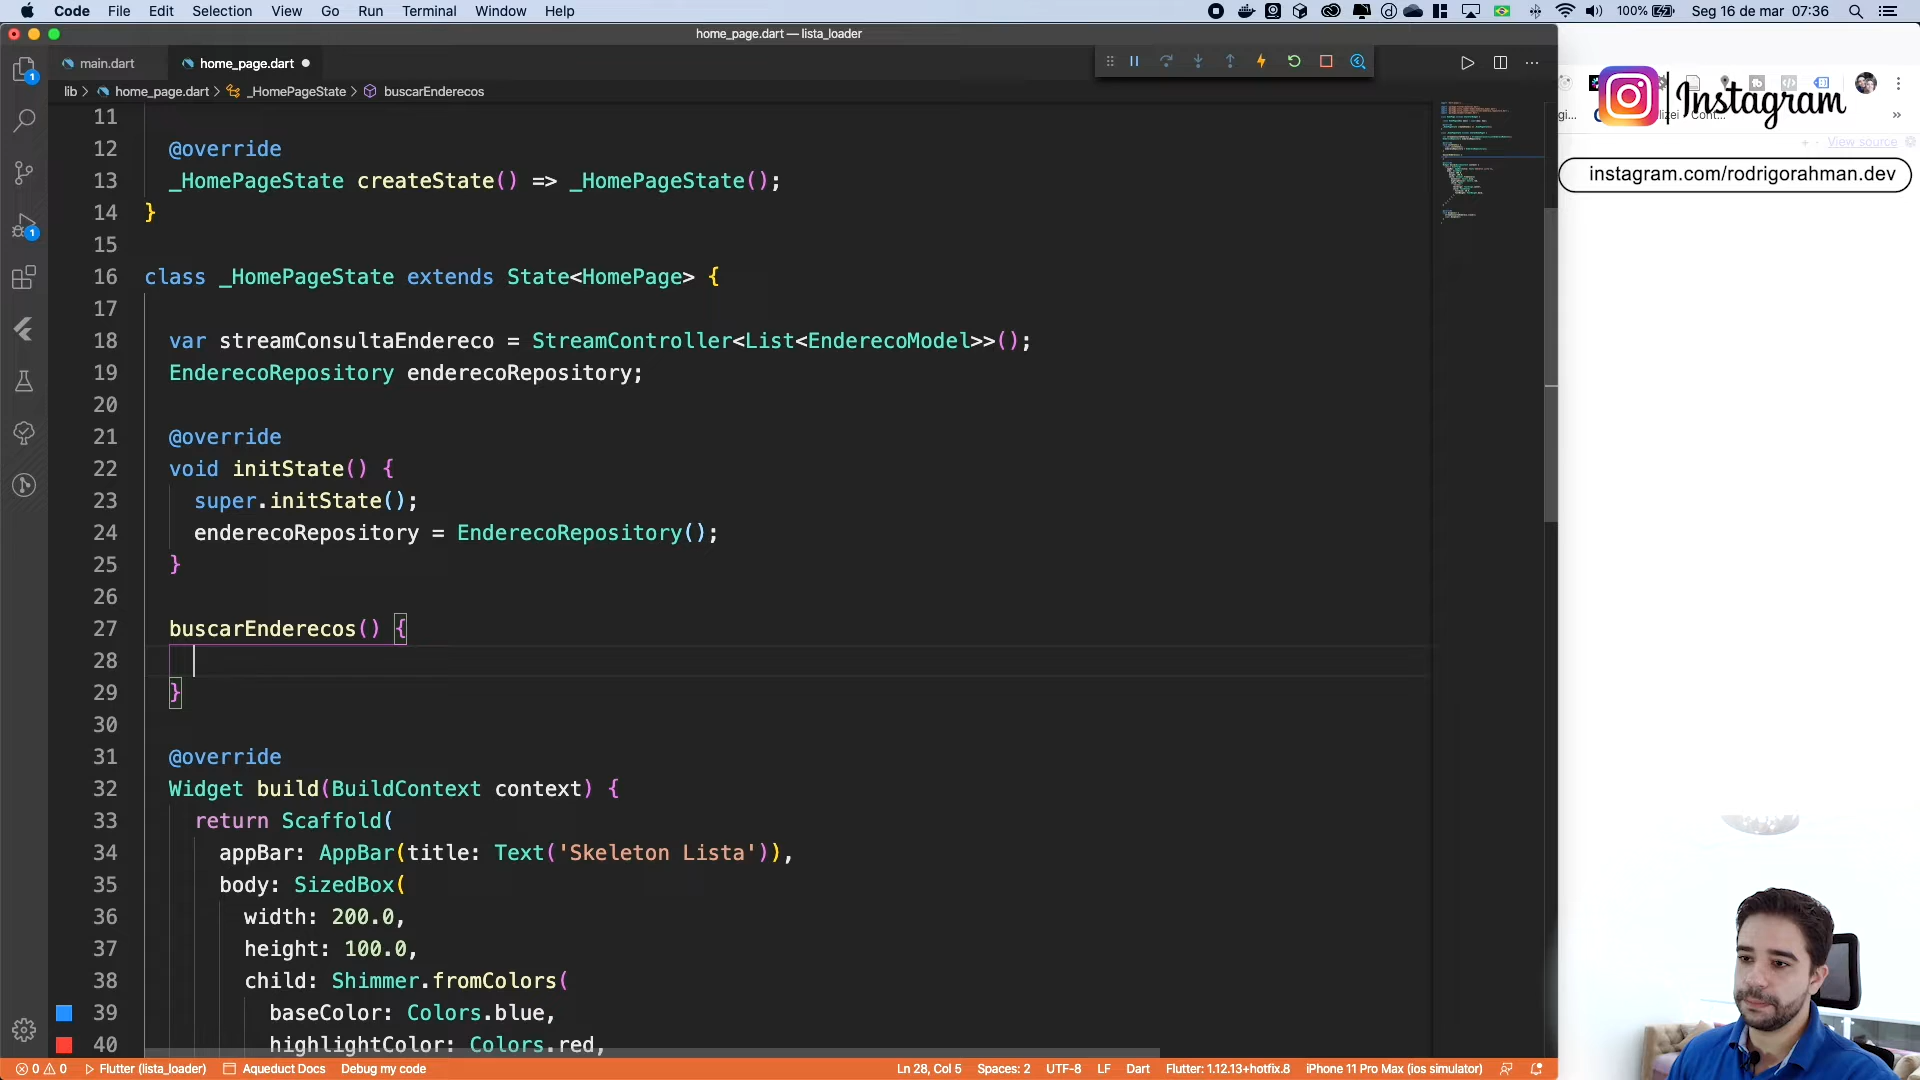 Code File Edit Selection View Go Run Terminal Window Help
100% Seg 16 de mar 07:36
home_page.dart — lista_loader
main.dart
home_page.dart
lib > home_page.dart > _HomePageState > buscarEnderecos
Instagram
View source
instagram.com/rodrigorahman.dev
1
1
11
12 @override
13 _HomePageState createState() => _HomePageState();
14 }
15
16 class _HomePageState extends State<HomePage> {
17
18 var streamConsultaEndereco = StreamController<List<EnderecoModel>>();
19 EnderecoRepository enderecoRepository;
20
21 @override
22 void initState() {
23 super.initState();
24 enderecoRepository = EnderecoRepository();
25 }
26
27 buscarEnderecos() {
28
29 }
30
31 @override
32 Widget build(BuildContext context) {
33 return Scaffold(
34 appBar: AppBar(title: Text('Skeleton Lista')),
35 body: SizedBox(
36 width: 200.0,
37 height: 100.0,
38 child: Shimmer.fromColors(
39 baseColor: Colors.blue,
40 highlightColor: Colors.red,
0 0 Flutter (lista_loader) Aqueduct Docs Debug my code Ln 28, Col 5 Spaces: 2 UTF-8 LF Dart Flutter: 1.12.13+hotfix.8 iPhone 11 Pro Max (ios simulator)